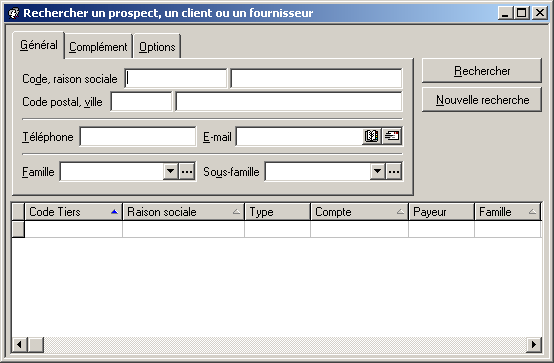 Rechercher un prospect, un client ou un fournisseur
Général Complément Options
Code, raison sociale
Rechercher
Code postal, ville
Nouvelle recherche
Téléphone E-mail
Famille ... Sous-famille ...
Code Tiers Raison sociale Type Compte Payeur Famille